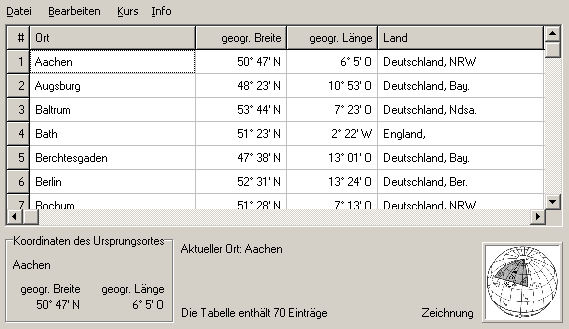 Datei Bearbeiten Kurs Info
# Ort geogr. Breite geogr. Länge Land
1 Aachen 50° 47' N 6° 5' O Deutschland, NRW
2 Augsburg 48° 23' N 10° 53' O Deutschland, Bay.
3 Baltrum 53° 44' N 7° 23' O Deutschland, Ndsa.
4 Bath 51° 23' N 2° 22' W England,
5 Berchtesgaden 47° 38' N 13° 01' O Deutschland, Bay.
6 Berlin 52° 31' N 13° 24' O Deutschland, Ber.
7 Bochum 51° 28' N 7° 13' O Deutschland, NRW
Koordinaten des Ursprungsortes
Aachen
geogr. Breite geogr. Länge
50° 47' N 6° 5' O
Aktueller Ort: Aachen
Die Tabelle enthält 70 Einträge
Zeichnung